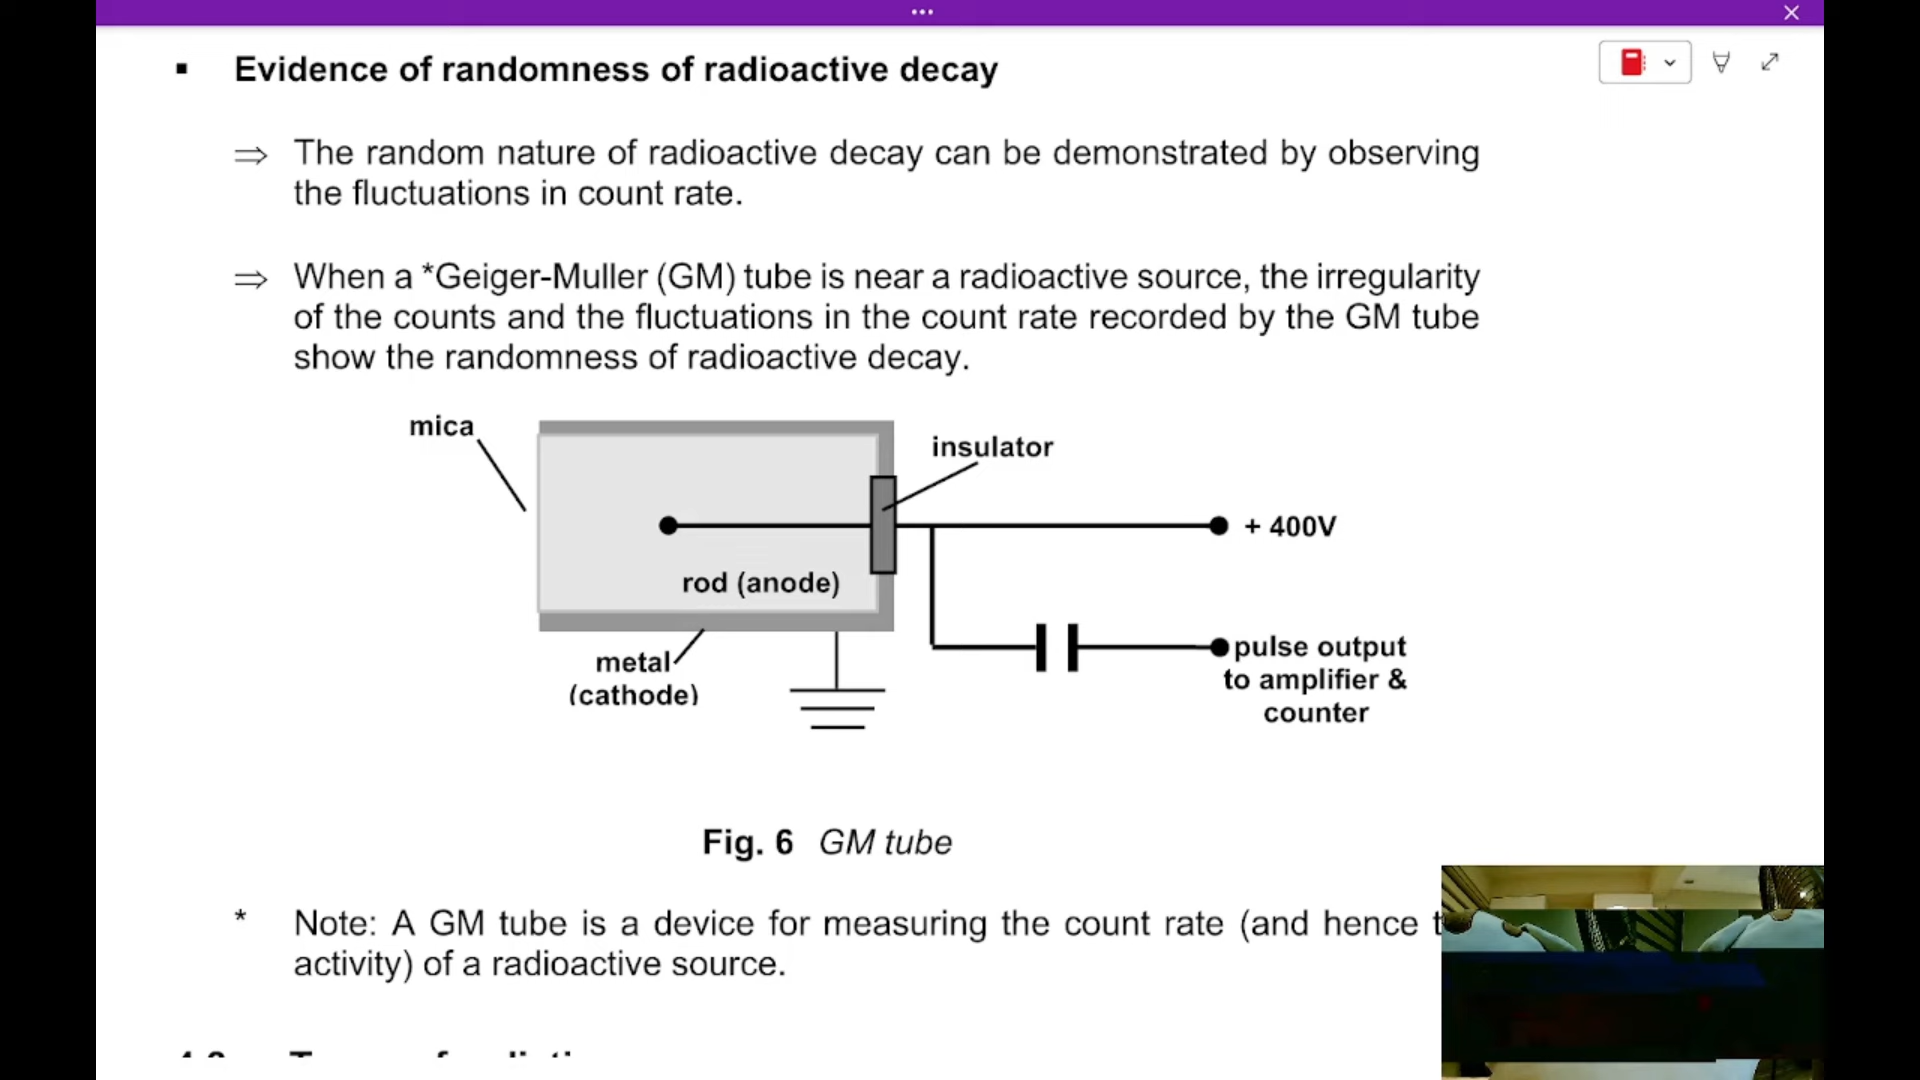 ▪ Evidence of randomness of radioactive decay
⇒ The random nature of radioactive decay can be demonstrated by observing
the fluctuations in count rate.
⇒ When a *Geiger-Muller (GM) tube is near a radioactive source, the irregularity
of the counts and the fluctuations in the count rate recorded by the GM tube
show the randomness of radioactive decay.
mica
insulator
+ 400V
rod (anode)
metal
(cathode)
pulse output
to amplifier &
counter
Fig. 6 GM tube
* Note: A GM tube is a device for measuring the count rate (and hence
activity) of a radioactive source.